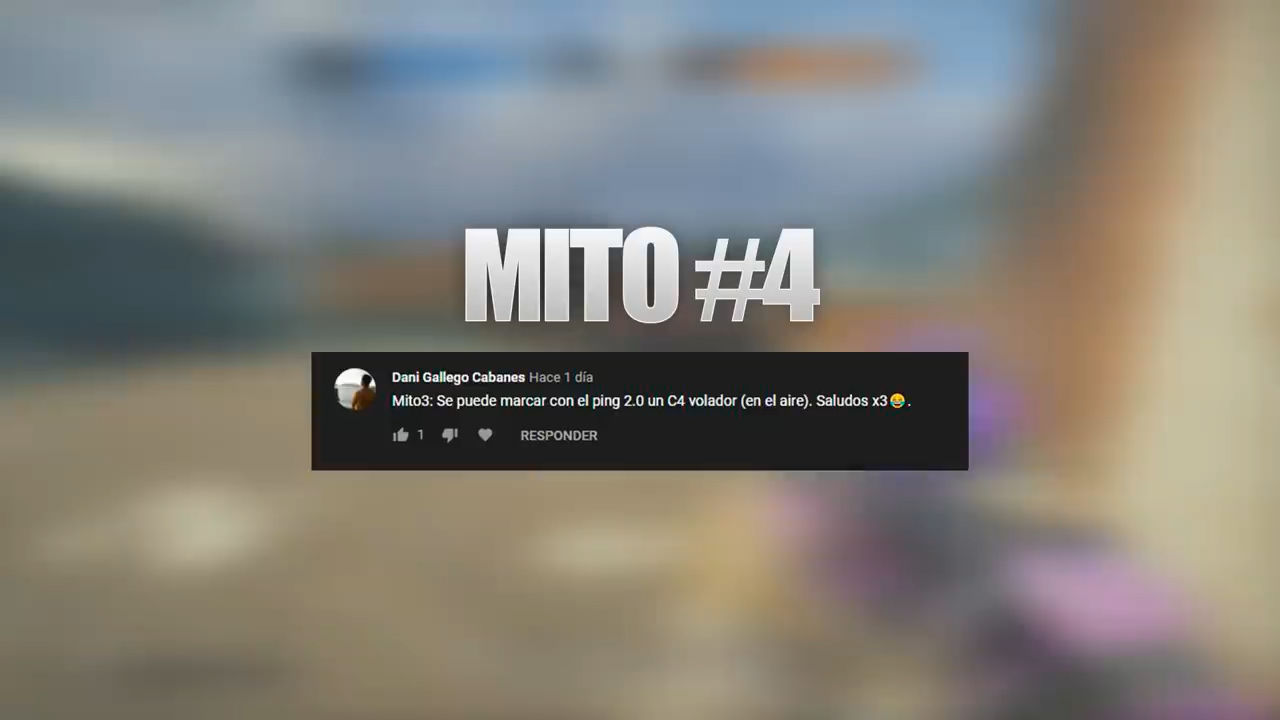 MITO #4
Dani Gallego Cabanes Hace 1 día
Mito3: Se puede marcar con el ping 2.0 un C4 volador (en el aire). Saludos x3😂.
1 RESPONDER